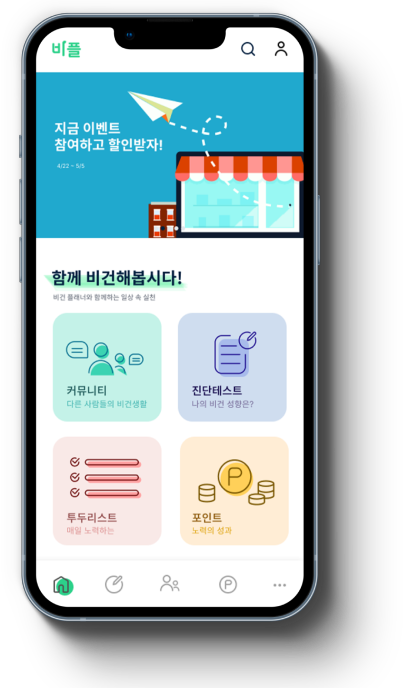 비플
지금 이벤트
참여하고 할인받자!
4/22 ~ 5/5
함께 비건해봅시다!
비건 플래너와 함께하는 일상 속 실천
커뮤니티
다른 사람들의 비건생활
진단테스트
나의 비건 성향은?
투두리스트
매일 노력하는
포인트
노력의 성과
P
P